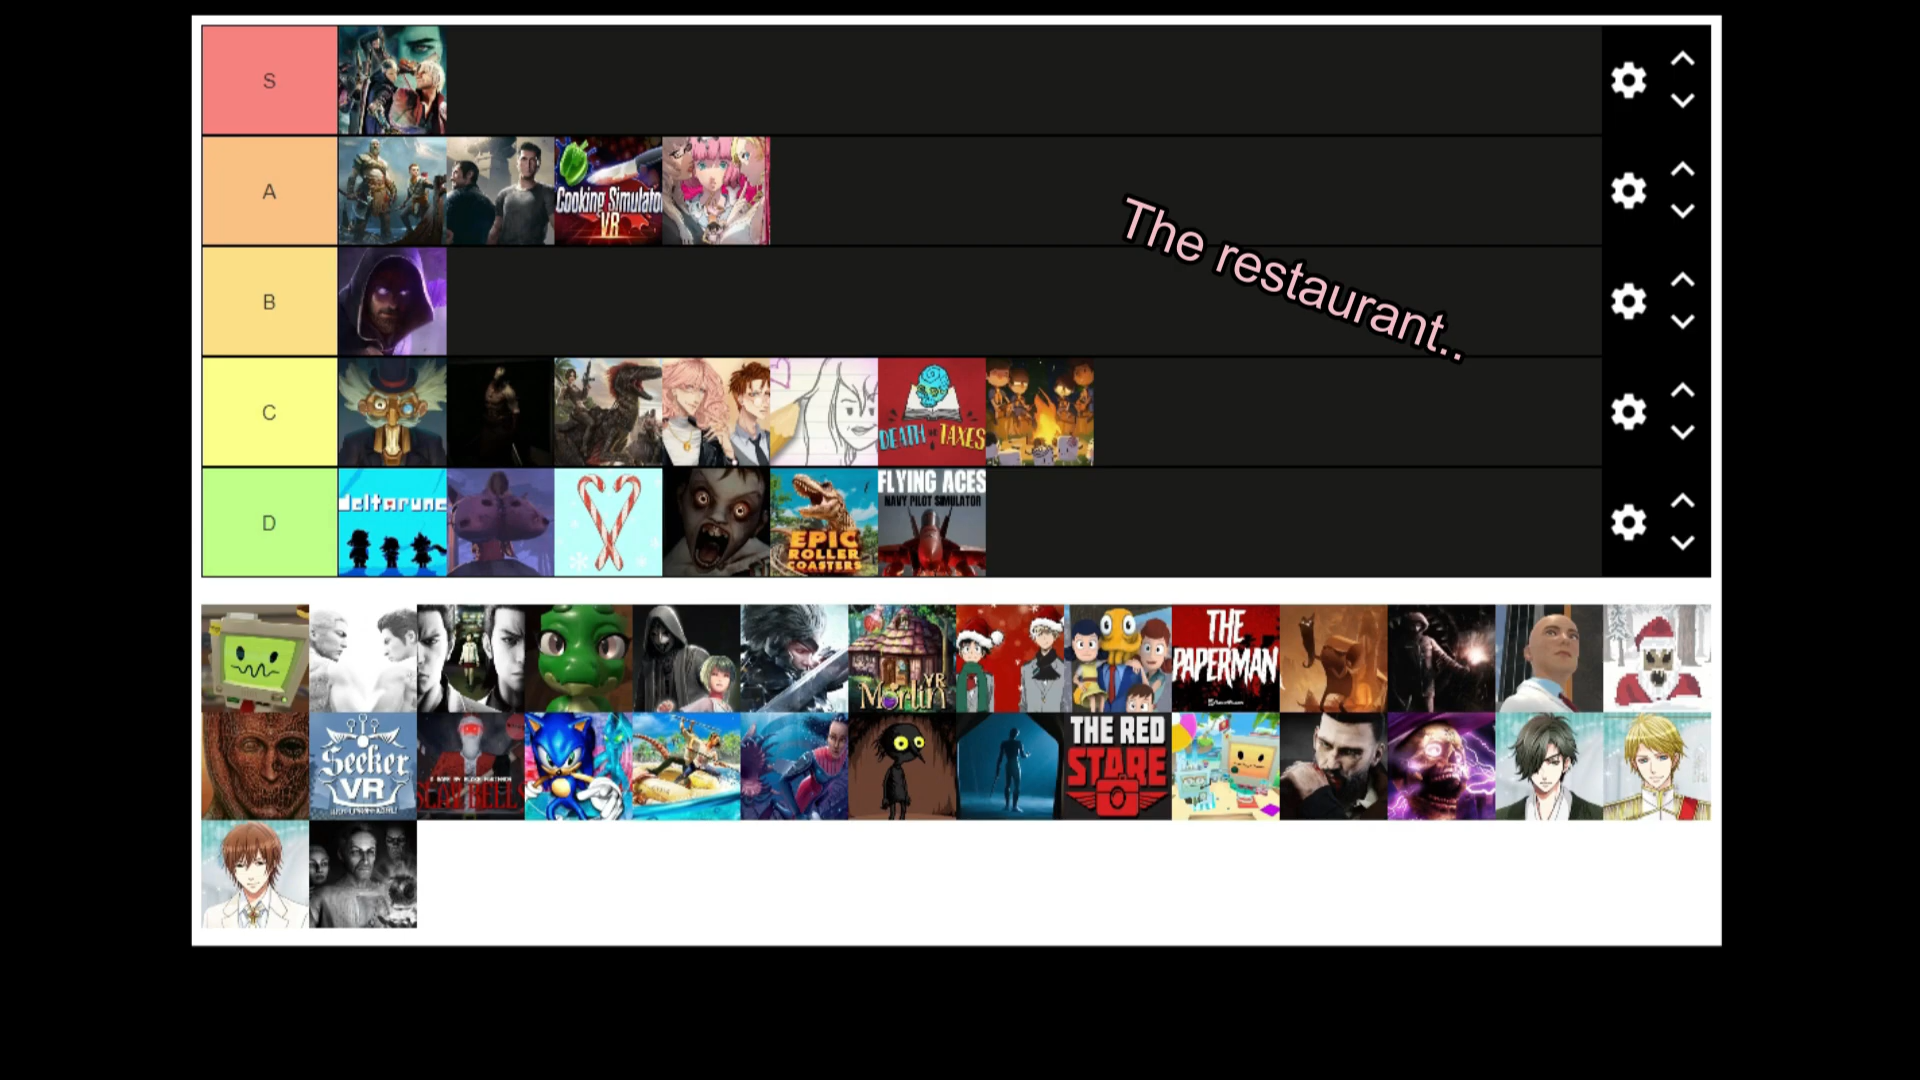 S
A
Cooking Simulator
VR
The restaurant..
B
C
DEATH AND TAXES
D
deltarune
EPIC
ROLLER
COASTERS
FLYING ACES
NAVY PILOT SIMULATOR
Merlin
VR
THE
PAPERMAN
Seeker
VR
THE RED
STARE